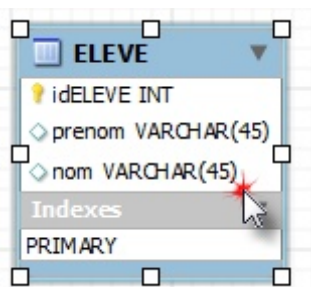 ELEVE
idELEVE INT
prenom VARCHAR(45)
nom VARCHAR(45)
Indexes
PRIMARY